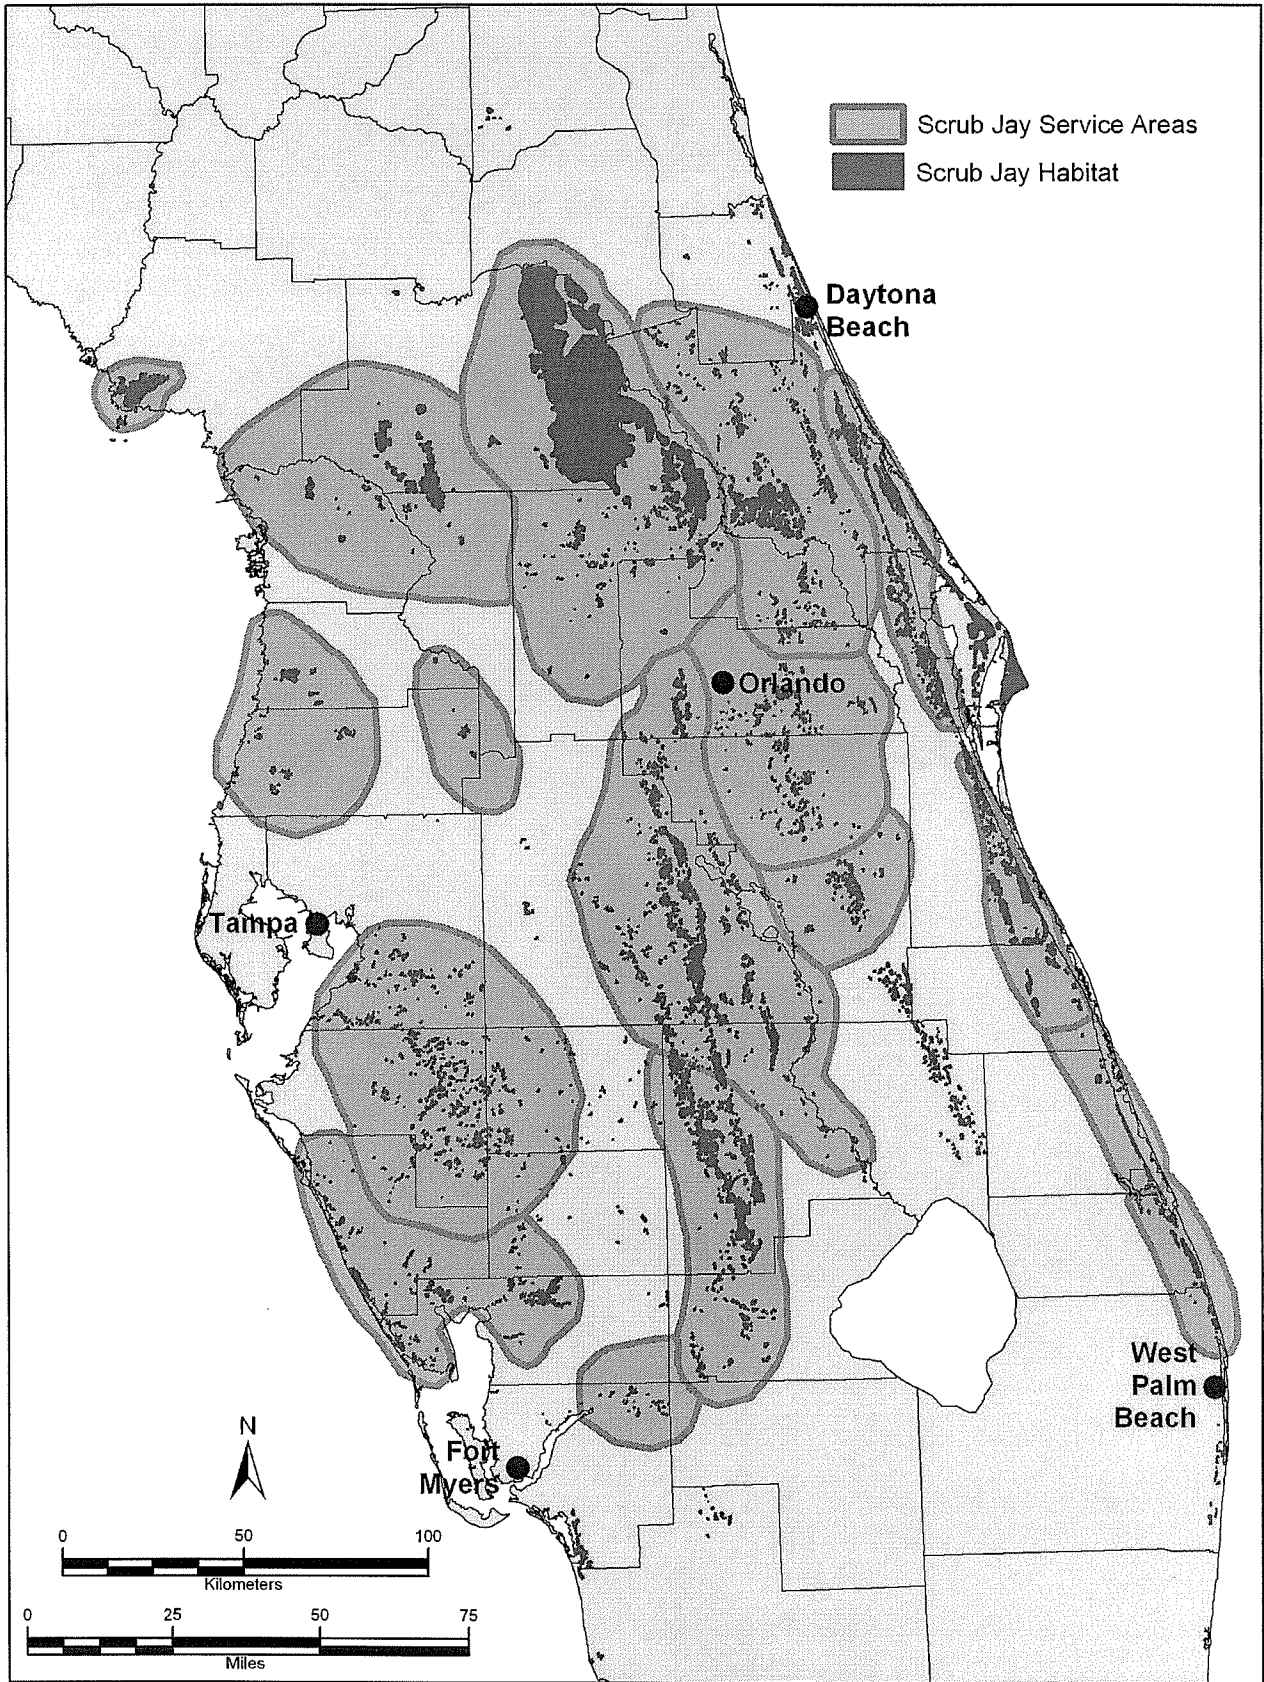 Scrub Jay Service Areas
Scrub Jay Habitat
Daytona
Beach
Orlando
Tampa
West
Palm
Beach
Fort
Myers
N
0 50 100
Kilometers
0 25 50 75
Miles